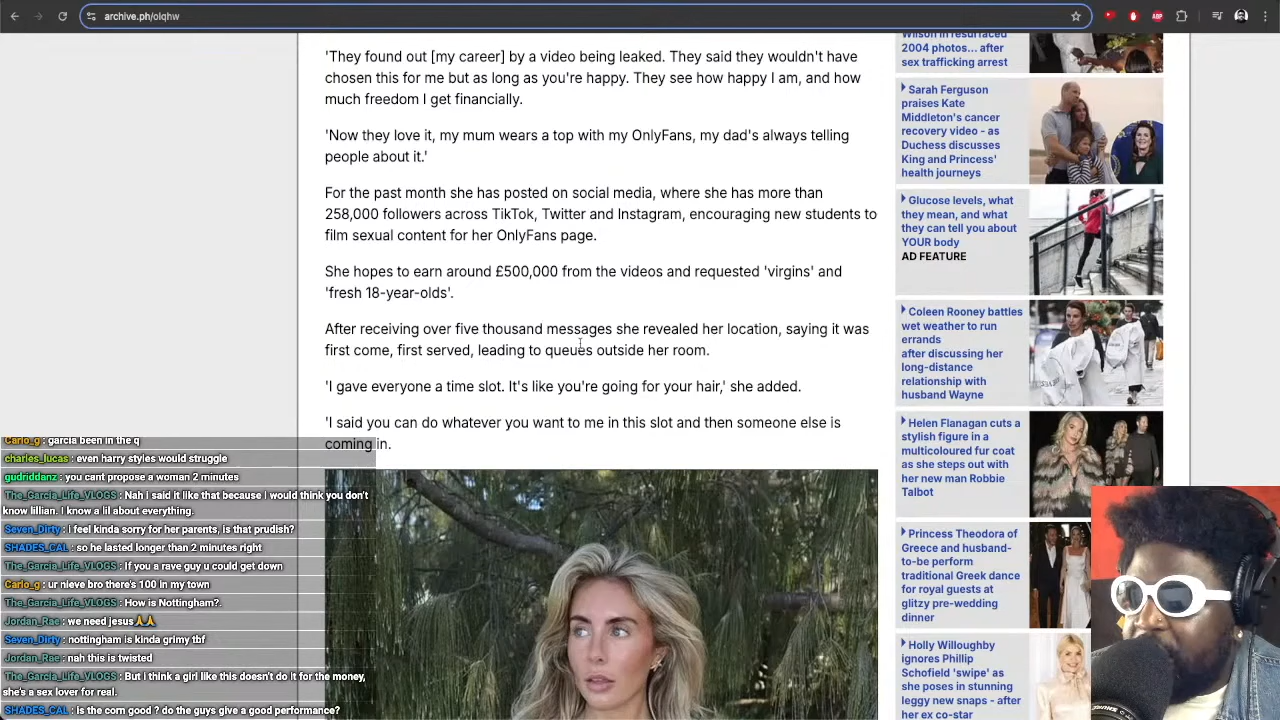 archive.ph/olqhw
'They found out [my career] by a video being leaked. They said they wouldn't have
chosen this for me but as long as you're happy. They see how happy I am, and how
much freedom I get financially.
'Now they love it, my mum wears a top with my OnlyFans, my dad's always telling
people about it.'
For the past month she has posted on social media, where she has more than
258,000 followers across TikTok, Twitter and Instagram, encouraging new students to
film sexual content for her OnlyFans page.
She hopes to earn around £500,000 from the videos and requested 'virgins' and
'fresh 18-year-olds'.
After receiving over five thousand messages she revealed her location, saying it was
first come, first served, leading to queues outside her room.
'I gave everyone a time slot. It's like you're going for your hair,' she added.
'I said you can do whatever you want to me in this slot and then someone else is
coming in.
Wilson in resurfaced
2004 photos... after
sex trafficking arrest
Sarah Ferguson
praises Kate
Middleton's cancer
recovery video - as
Duchess discusses
King and Princess'
health journeys
Glucose levels, what
they mean, and what
they can tell you about
YOUR body
AD FEATURE
Coleen Rooney battles
wet weather to run
errands
after discussing her
long-distance
relationship with
husband Wayne
Helen Flanagan cuts a
stylish figure in a
multicoloured fur coat
as she steps out with
her new man Robbie
Talbot
Princess Theodora of
Greece and husband-
to-be perform
traditional Greek dance
for royal guests at
glitzy pre-wedding
dinner
Holly Willoughby
ignores Phillip
Schofield 'swipe' as
she poses in stunning
leggy new snaps - after
her ex co-star
Carlo_g : garcia been in the q
charles_lucas : even harry styles would struggle
gudriddanz : you cant propose a woman 2 minutes
The_Garcia_Life_VLOGS : Nah I said it like that because I would think you don't
know lillian. I know a lil about everything.
Seven_Dirty : I feel kinda sorry for her parents, is that prudish?
SHADES_CAL : so he lasted longer than 2 minutes right
The_Garcia_Life_VLOGS : If you a rave guy u could get down
Carlo_g : ur nieve bro there's 100 in my town
The_Garcia_Life_VLOGS : How is Nottingham?.
Jordan_Rae : we need jesus🙏🙏
Seven_Dirty : nottingham is kinda grimy tbf
Jordan_Rae : nah this is twisted
The_Garcia_Life_VLOGS : But i think a girl like this doesn't do it for the money,
she's a sex lover for real.
SHADES_CAL : is the corn good ? do the guys give a good performance?